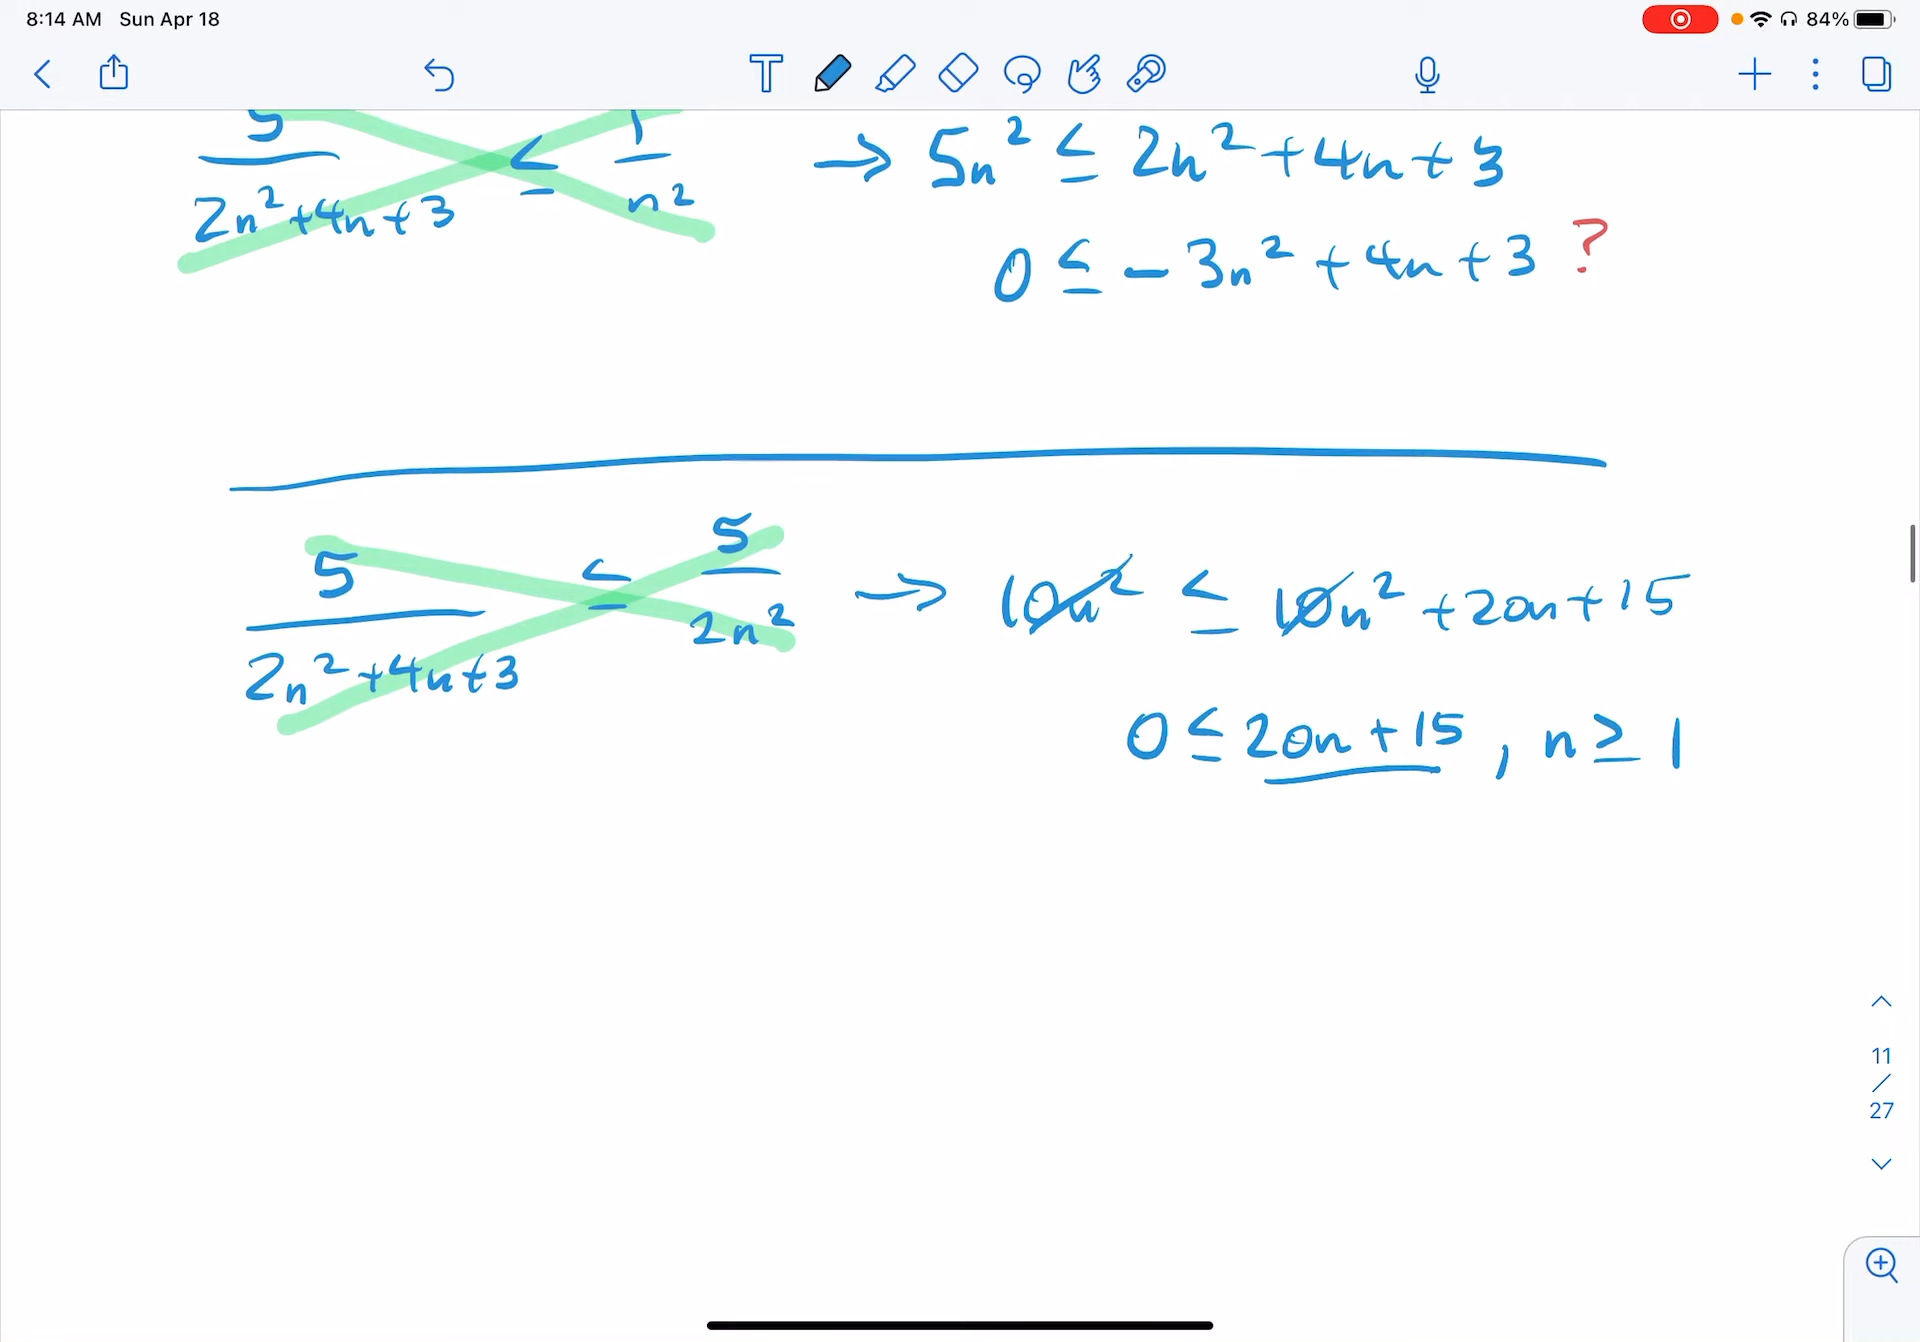 8:14 AM Sun Apr 18 84%
T
5/(2n²+4n+3) ≤ 1/n² → 5n² ≤ 2n²+4n+3
0 ≤ -3n²+4n+3 ?
5/(2n²+4n+3) ≤ 5/(2n²) → 10n² ≤ 10n²+20n+15
0 ≤ 20n+15, n ≥ 1
11
/
27